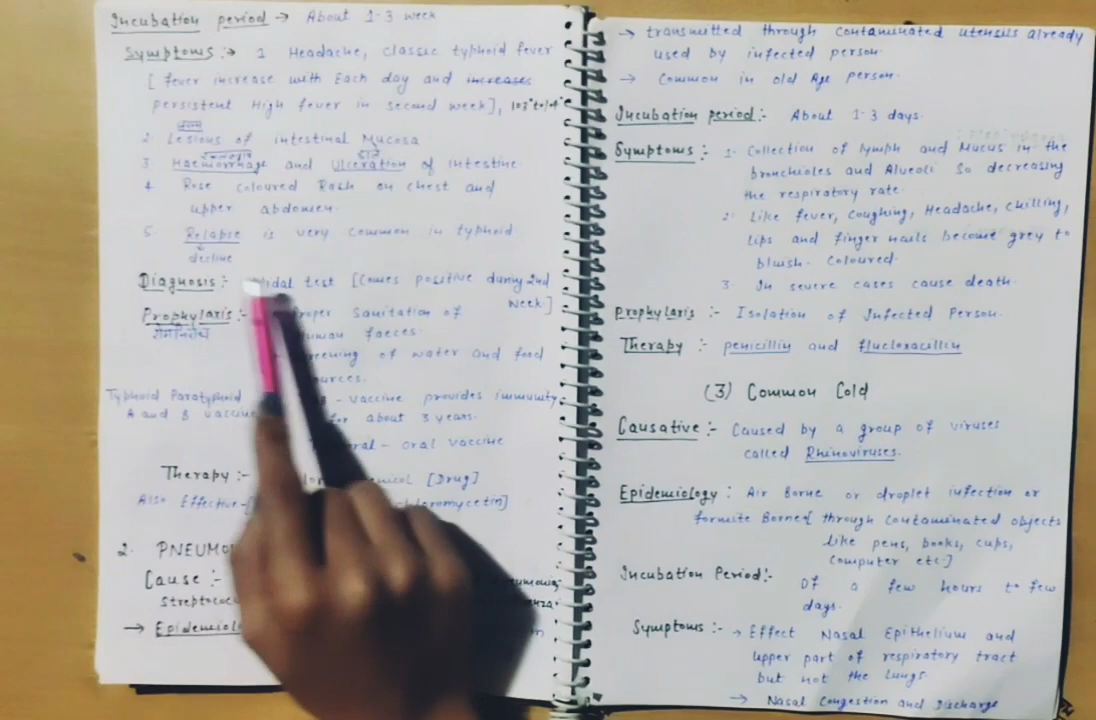 Incubation period → About 1-3 week
Symptoms :→ 1 Headache, classic typhoid fever
[ fever increase with Each day and increases
persistent High fever in second week], 103°to104°
2. Lesions of intestinal Mucosa
3 Haemorrhage and Ulceration of intestine
4. Rose coloured Rash on chest and
upper abdomen.
5. Relapse is very common in typhoid
decline
Diagnosis :- Widal test [Comes positive during 2nd
week.]
Prophylaxis :- Proper Sanitation of
human faeces.
of water and food
Typhoid Paratyphoid - Vaccine provides immunity
A and B vaccine for about 3 years.
oral - oral vaccine
Therapy :- [Drug]
Also Effective -[
2. PNEUMO
Cause :-
streptococ
→ Epidemiol
→ transmitted through contaminated utensils already
used by infected person.
→ Common in old Age person.
Incubation period :- About 1-3 days.
Symptoms :- 1. Collection of lymph and Mucus in the
bronchioles and Alveoli so decreasing
the respiratory rate.
2. Like fever, coughing, Headache, chilling,
lips and finger nails become grey to
bluish coloured.
3. In severe cases cause death.
prophylaxis :- Isolation of Infected Person.
Therapy :- penicillin and flucloxacillin
(3) Common Cold
Causative :- Caused by a group of viruses
called Rhinoviruses.
Epidemiology : Air Borne or droplet infection or
formite Borne[ through contaminated objects
like pens, books, cups,
computer etc.]
Incubation Period :- Of a few hours to few
days.
Symptoms :- → Effect Nasal Epithelium and
upper part of respiratory tract
but not the lungs
→ Nasal Congestion and Discharge